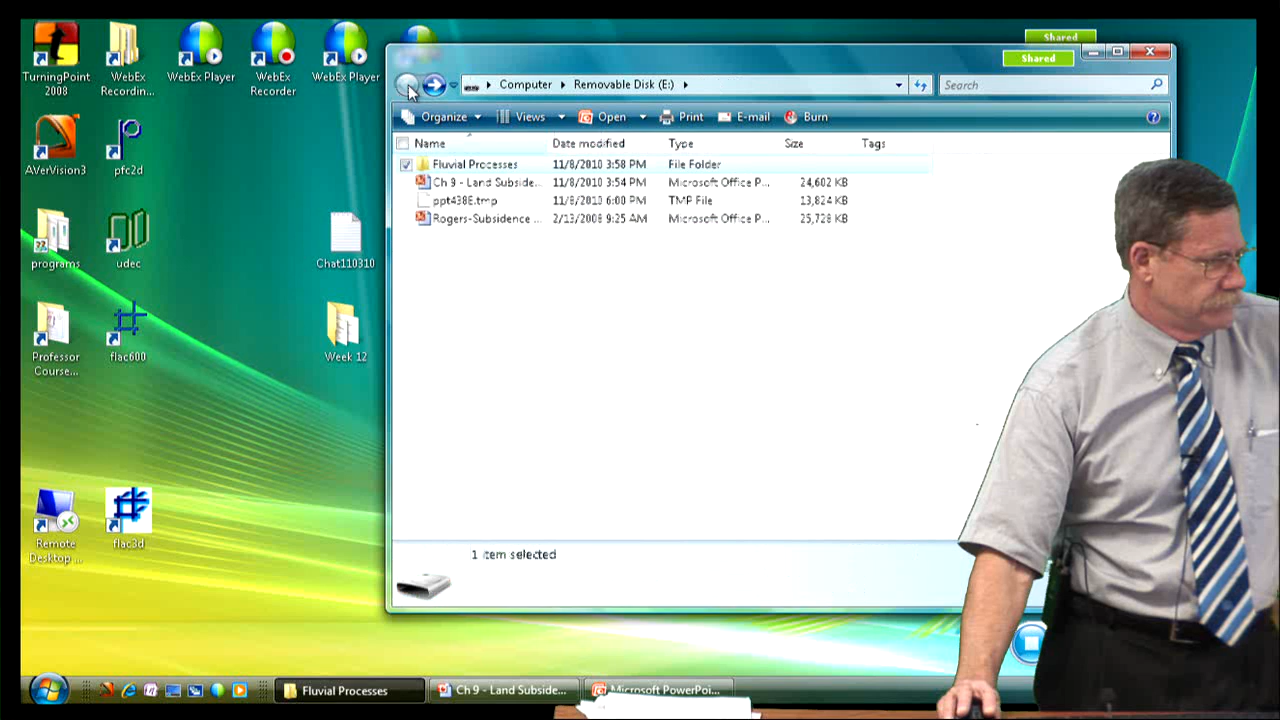 Shared
Shared
TurningPoint 2008
WebEx Recordin...
WebEx Player
WebEx Recorder
WebEx Player
Computer
Removable Disk (E:)
Search
Organize
Views
Open
Print
E-mail
Burn
?
Name
Date modified
Type
Size
Tags
Fluvial Processes 11/8/2010 3:58 PM File Folder
Ch 9 - Land Subside... 11/8/2010 3:54 PM Microsoft Office P... 24,602 KB
ppt438E.tmp 11/8/2010 6:00 PM TMP File 13,824 KB
Rogers-Subsidence ... 2/13/2008 9:25 AM Microsoft Office P... 25,728 KB
AVerVision3
pfc2d
programs
udec
Chat110310
Professor Course...
flac600
Week 12
Remote Desktop ...
flac3d
1 item selected
Fluvial Processes
Ch 9 - Land Subside...
Microsoft PowerPoi...